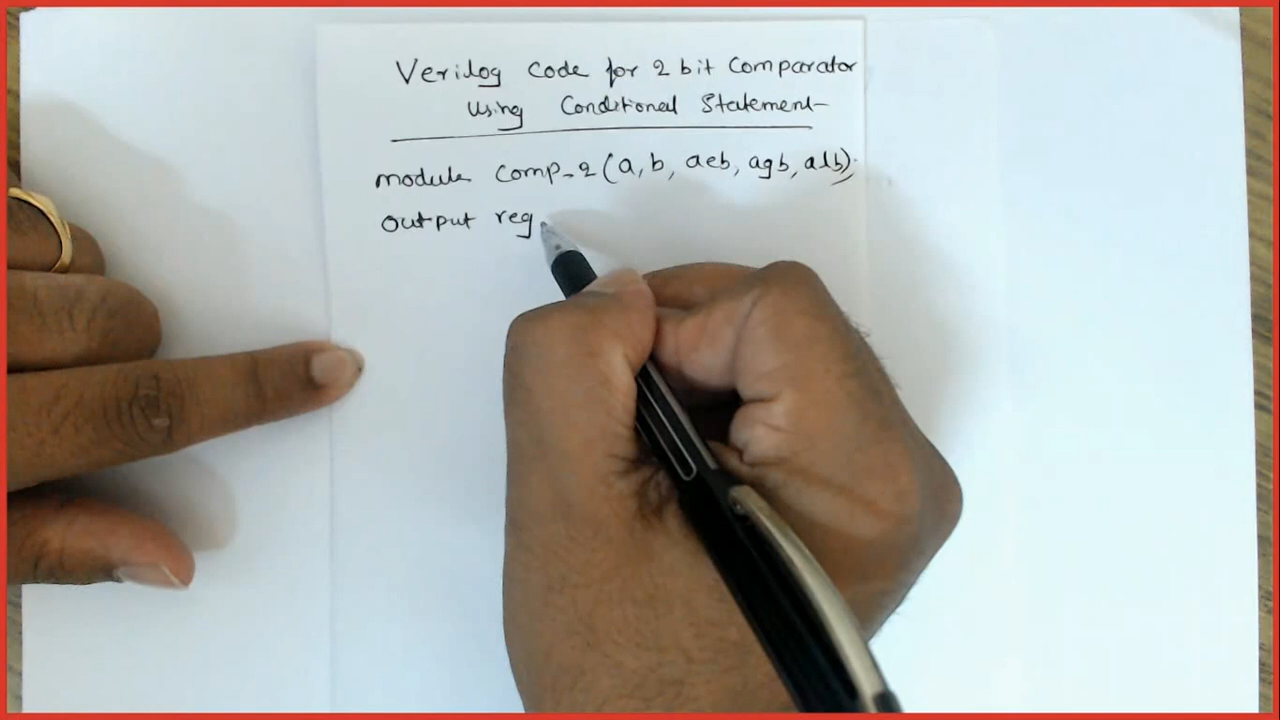 Verilog Code for 2 bit Comparator
Using Conditional Statement
module Comp_2(a, b, aeb, agb, alb);
output reg